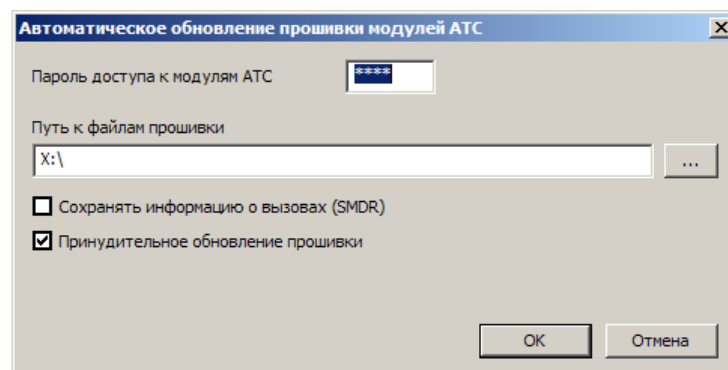 Автоматическое обновление прошивки модулей АТС
Пароль доступа к модулям АТС ****
Путь к файлам прошивки
X:\
...
Сохранять информацию о вызовах (SMDR)
Принудительное обновление прошивки
OK Отмена